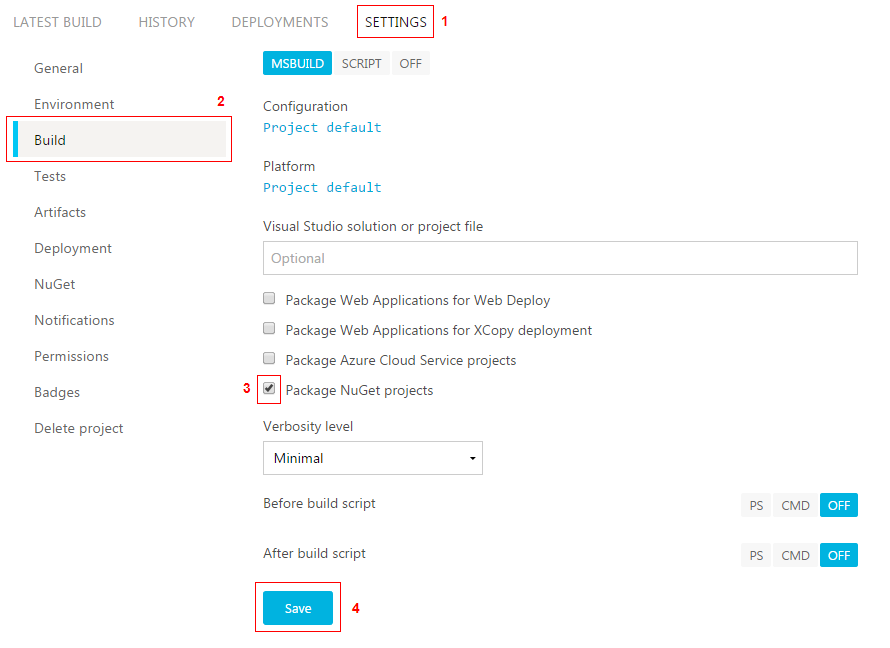 LATEST BUILD HISTORY DEPLOYMENTS SETTINGS 1
General
Environment
2
Build
Tests
Artifacts
Deployment
NuGet
Notifications
Permissions
Badges
Delete project
MSBUILD SCRIPT OFF
Configuration
Project default
Platform
Project default
Visual Studio solution or project file
Optional
Package Web Applications for Web Deploy
Package Web Applications for XCopy deployment
Package Azure Cloud Service projects
3 Package NuGet projects
Verbosity level
Minimal
Before build script PS CMD OFF
After build script PS CMD OFF
Save 4